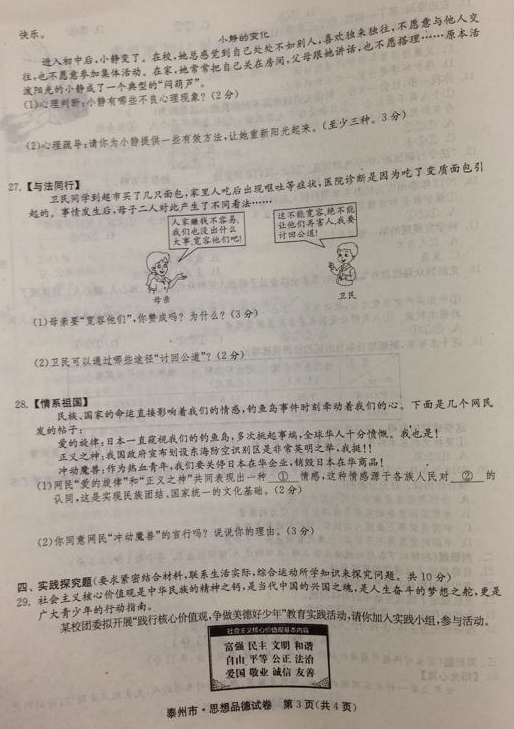 快乐。
小静的变化
进入初中后,小静变了。在校,她总感觉到自己处处不如别人,喜欢独来独往,不愿意与他人交
往,也不愿意参加集体活动。在家,她常常把自己关在房间,父母跟她讲话,也不愿搭理……原本活
泼阳光的小静成了一个典型的“闷葫芦”。
(1)心理判断:小静有哪些不良心理现象?(2分)
(2)心理疏导:请你为小静提供一些有效方法,让她重新阳光起来。(至少三种。3分)
27.【与法同行】
卫民同学到超市买了几只面包,家里人吃后出现呕吐等症状,医院诊断是因为吃了变质面包引
起的。事情发生后,母子二人对此产生了不同看法……
人家赚钱不容易,
我们也没出什么
大事,宽容他们吧!
这不能宽容,绝不能
让他们再害人,我要
讨回公道!
母亲
卫民
(1)母亲要“宽容他们”,你赞成吗?为什么?(3分)
(2)卫民可以通过哪些途径“讨回公道”?(2分)
28.【情系祖国】
民族、国家的命运直接影响着我们的情感,钓鱼岛事件时刻牵动着我们的心。下面是几个网民
发的帖子:
爱的旋律:日本一直窥视我们的钓鱼岛,多次挑起事端,全球华人十分愤慨。我也是!
正义之神:我国政府宣布划设东海防空识别区是非常英明之举,我挺!!
冲动魔兽:作为热血青年,我们要关停日本在华企业,销毁日本在华商品!
(1)网民“爱的旋律”和“正义之神”共同表现出一种 ① 情感,这种情感源于各族人民对 ② 的
认同,这是实现民族团结、国家统一的文化基础。(2分)
(2)你同意网民“冲动魔兽”的言行吗?说说你的理由。(3分)
四、实践探究题(要求紧密结合材料,联系生活实际,综合运用所学知识来探究问题。共10分)
29.社会主义核心价值观是中华民族的精神之钙,是当代中国的兴国之魂,是人生奋斗的梦想之舵,更是
广大青少年的行动指南。
某校团委拟开展“践行核心价值观,争做美德好少年”教育实践活动,请你加入实践小组,参与活动。
社会主义核心价值观基本内容
富强 民主 文明 和谐
自由 平等 公正 法治
爱国 敬业 诚信 友善
泰州市·思想品德试卷 第3页(共4页)